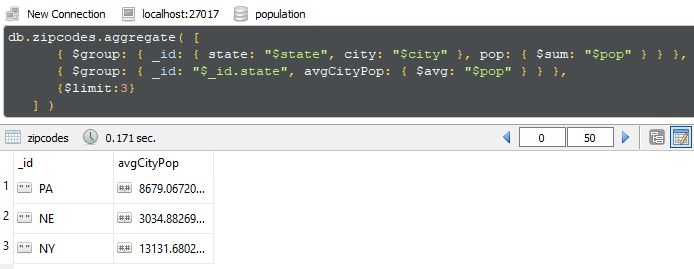 New Connection localhost:27017 population
db.zipcodes.aggregate( [
{ $group: { _id: { state: "$state", city: "$city" }, pop: { $sum: "$pop" } } },
{ $group: { _id: "$_id.state", avgCityPop: { $avg: "$pop" } } },
{$limit:3}
] )
zipcodes 0.171 sec. 0 50
_id avgCityPop
1 "" PA ## 8679.06720...
2 "" NE ## 3034.88269...
3 "" NY ## 13131.6802...